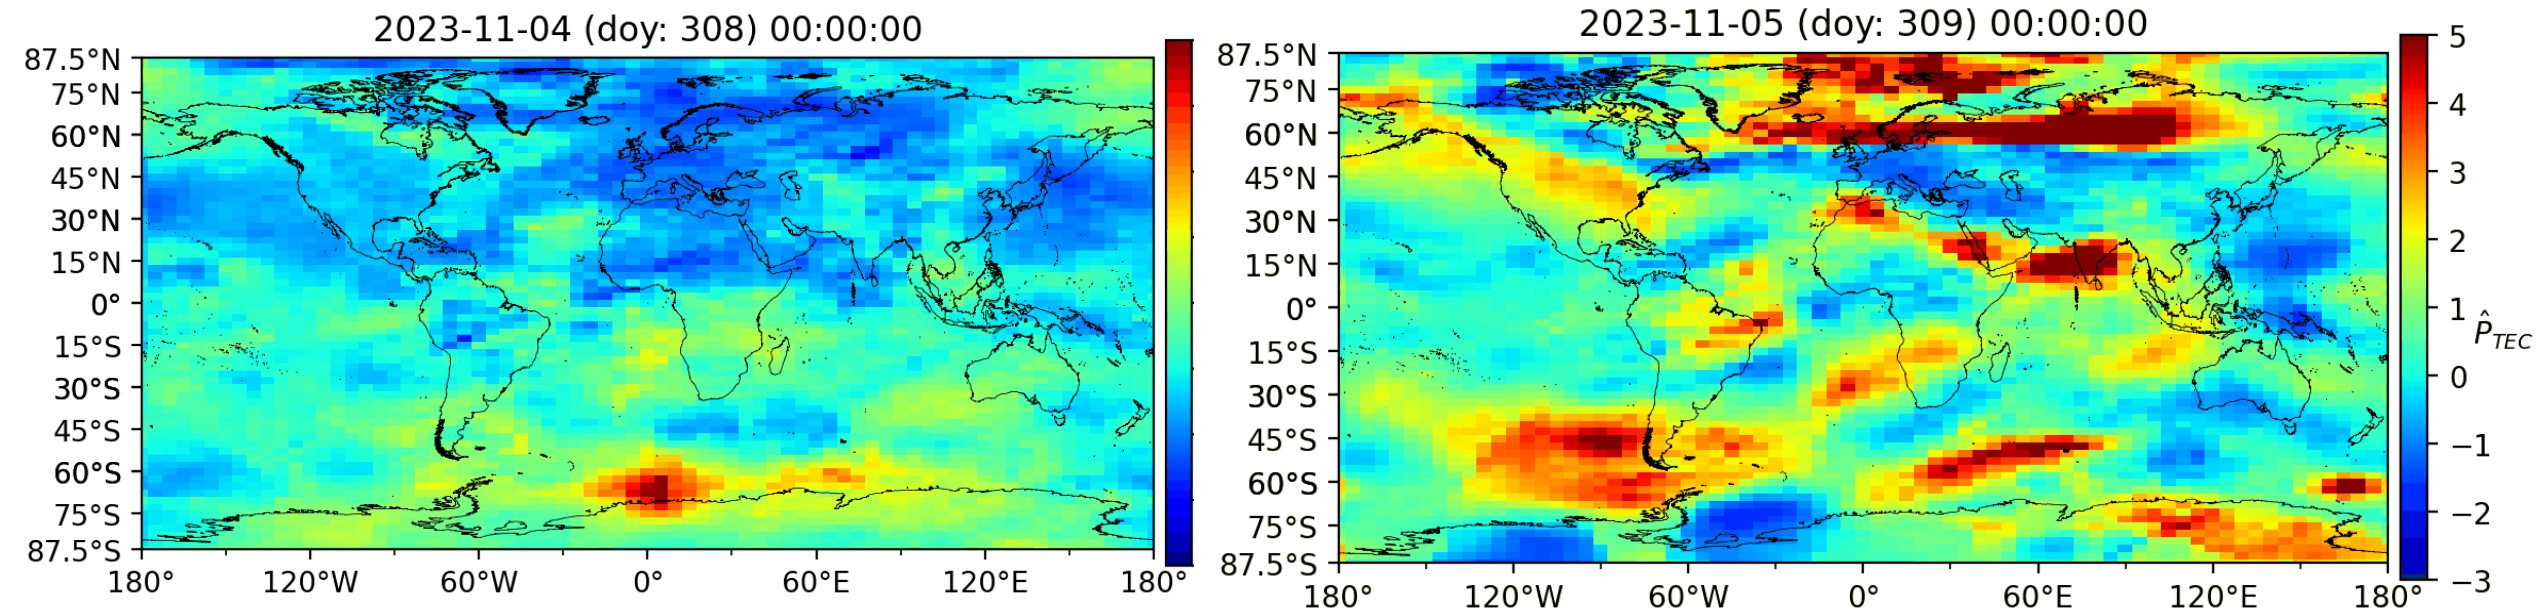 2023-11-04 (doy: 308) 00:00:00
87.5°N
75°N
60°N
45°N
30°N
15°N
0°
15°S
30°S
45°S
60°S
75°S
87.5°S
180° 120°W 60°W 0° 60°E 120°E 180°
2023-11-05 (doy: 309) 00:00:00
87.5°N
75°N
60°N
45°N
30°N
15°N
0°
15°S
30°S
45°S
60°S
75°S
87.5°S
180° 120°W 60°W 0° 60°E 120°E 180°
5
4
3
2
1
0
−1
−2
−3
P̂TEC